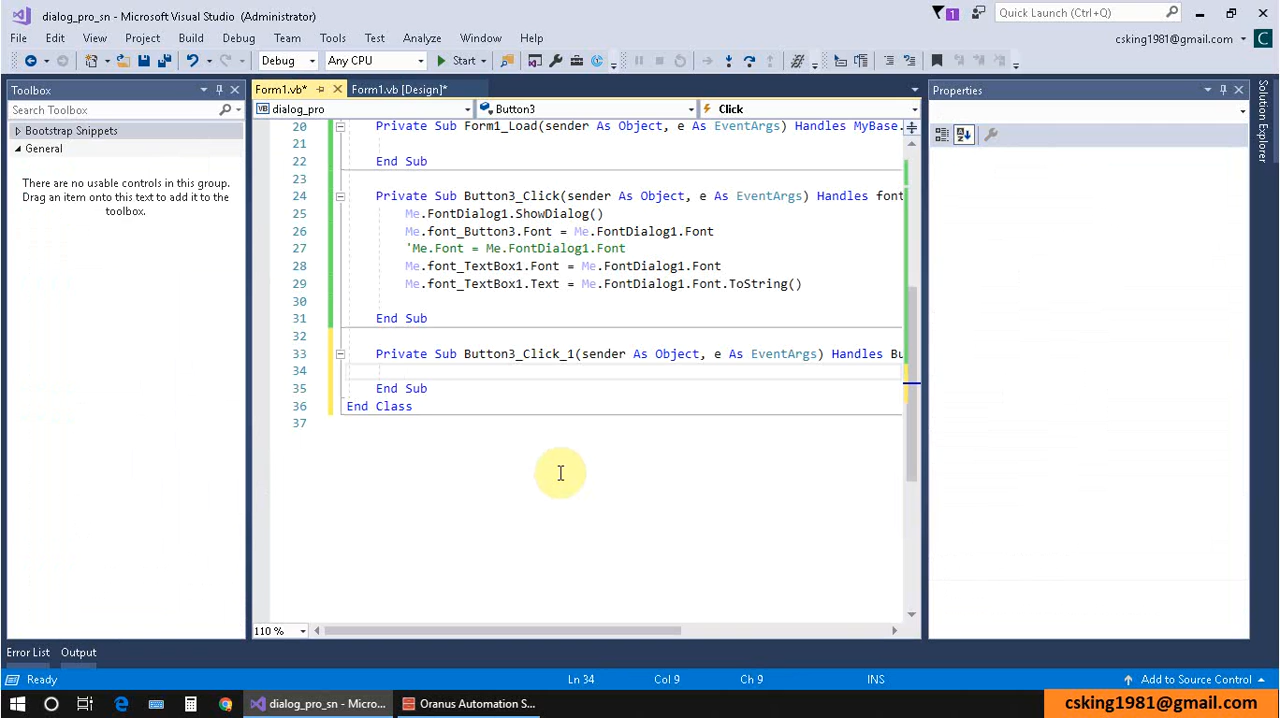 dialog_pro_sn - Microsoft Visual Studio (Administrator)
1
Quick Launch (Ctrl+Q)
File Edit View Project Build Debug Team Tools Test Analyze Window Help
csking1981@gmail.com
C
Debug
Any CPU
Start
Toolbox
Search Toolbox
Bootstrap Snippets
General
There are no usable controls in this group.
Drag an item onto this text to add it to the
toolbox.
Form1.vb*
Form1.vb [Design]*
VB dialog_pro
Button3
Click
20 Private Sub Form1_Load(sender As Object, e As EventArgs) Handles MyBase.
21
22 End Sub
23
24 Private Sub Button3_Click(sender As Object, e As EventArgs) Handles font
25 Me.FontDialog1.ShowDialog()
26 Me.font_Button3.Font = Me.FontDialog1.Font
27 'Me.Font = Me.FontDialog1.Font
28 Me.font_TextBox1.Font = Me.FontDialog1.Font
29 Me.font_TextBox1.Text = Me.FontDialog1.Font.ToString()
30
31 End Sub
32
33 Private Sub Button3_Click_1(sender As Object, e As EventArgs) Handles Bu
34
35 End Sub
36 End Class
37
110 %
Properties
Solution Explorer
Error List
Output
Ready
Ln 34
Col 9
Ch 9
INS
Add to Source Control
dialog_pro_sn - Micro...
Oranus Automation S...
csking1981@gmail.com